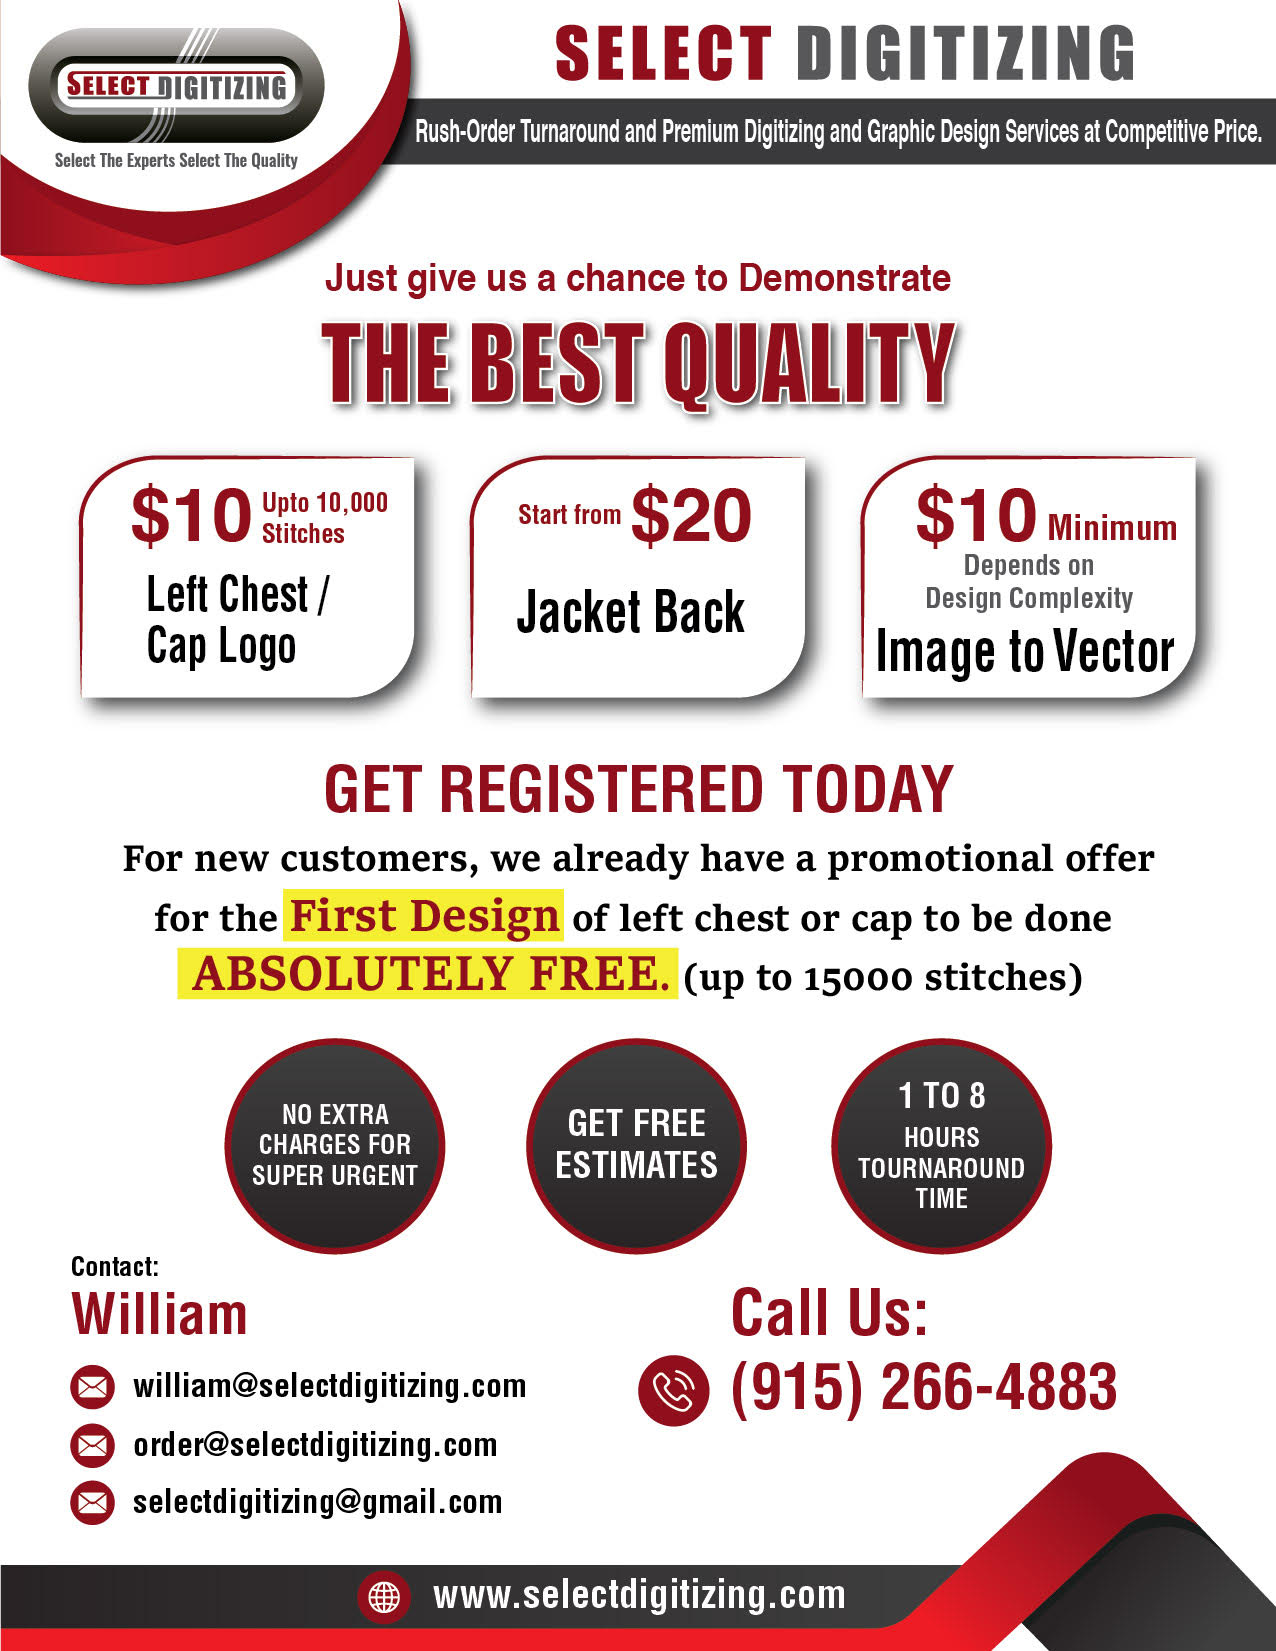 SELECT DIGITIZING
Select The Experts Select The Quality
SELECT DIGITIZING
Rush-Order Turnaround and Premium Digitizing and Graphic Design Services at Competitive Price.
Just give us a chance to Demonstrate
THE BEST QUALITY
$10 Upto 10,000
Stitches
Left Chest /
Cap Logo
Start from $20
Jacket Back
$10 Minimum
Depends on
Design Complexity
Image to Vector
GET REGISTERED TODAY
For new customers, we already have a promotional offer
for the First Design of left chest or cap to be done
ABSOLUTELY FREE. (up to 15000 stitches)
NO EXTRA
CHARGES FOR
SUPER URGENT
GET FREE
ESTIMATES
1 TO 8
HOURS
TOURNAROUND
TIME
Contact:
William
william@selectdigitizing.com
order@selectdigitizing.com
selectdigitizing@gmail.com
Call Us:
(915) 266-4883
www.selectdigitizing.com